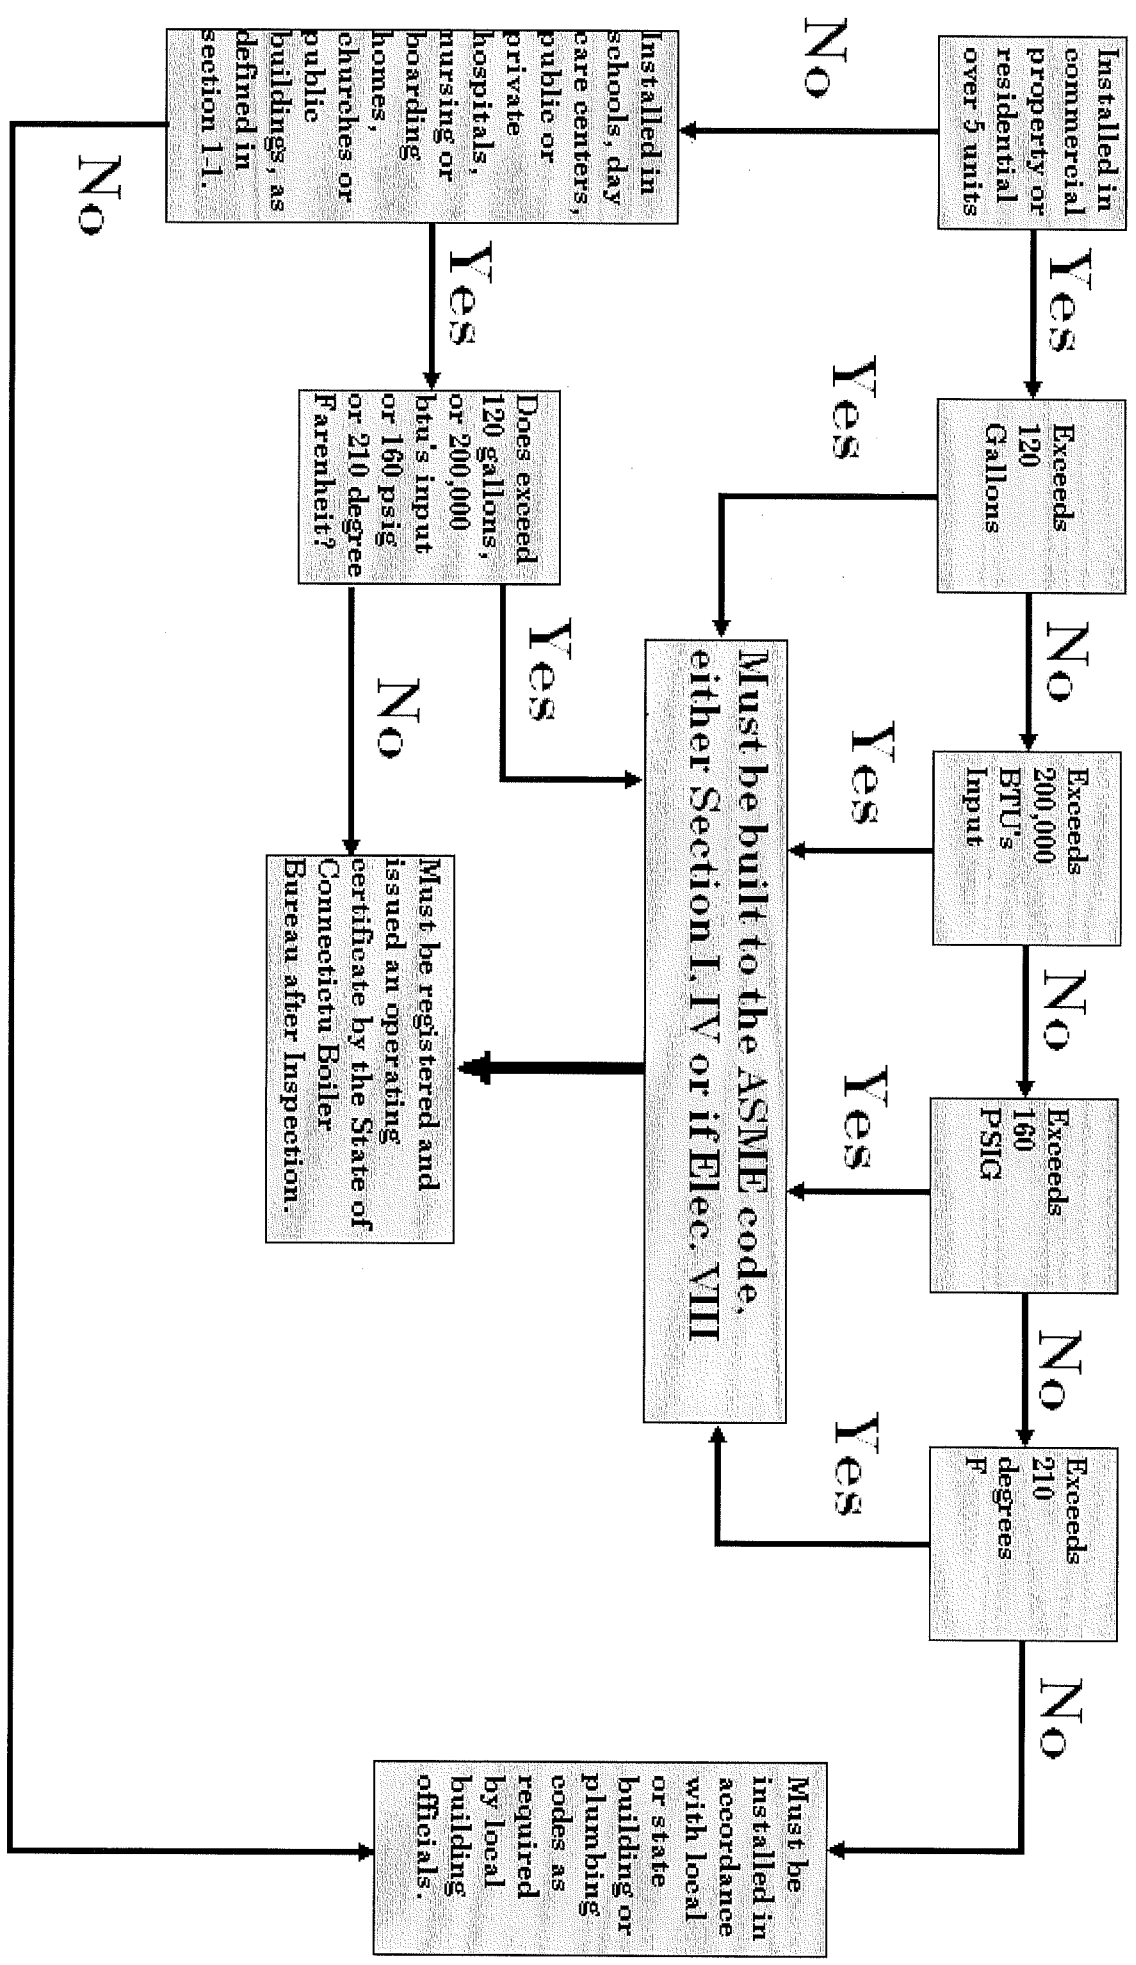 Installed in
commercial
property or
residential
over 5 units
Yes
Exceeds
120
Gallons
No
Exceeds
200,000
BTU's
Input
No
Exceeds
160
PSIG
No
Exceeds
210
degrees
F
No
No
Yes
Yes
Yes
Yes
Must be built to the ASME code,
either Section I, IV or if Elec. VIII
Must be
installed in
accordance
with local
or state
building or
plumbing
codes as
required
by local
building
officials.
Installed in
schools, day
care centers,
public or
private
hospitals,
nursing or
boarding
homes,
churches or
public
buildings, as
defined in
section 1-1.
Yes
Does exceed
120 gallons,
or 200,000
btu's input
or 160 psig
or 210 degree
Farenheit?
Yes
No
Must be registered and
issued an operating
certificate by the State of
Connectictu Boiler
Bureau after Inspection.
No